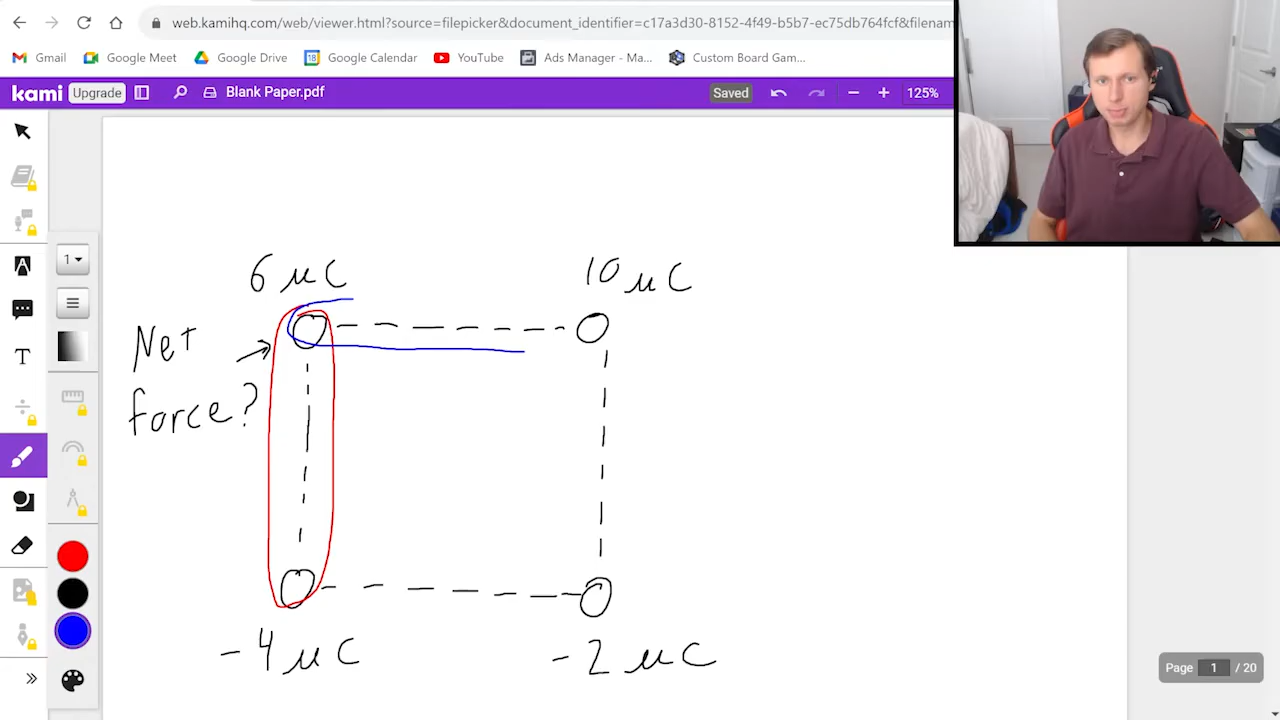 web.kamihq.com/web/viewer.html?source=filepicker&document_identifier=c17a3d30-8152-4f49-b5b7-ec75db764fcf&filenam
Gmail Google Meet Google Drive 18 Google Calendar YouTube Ads Manager - Ma... Custom Board Gam...
kami Upgrade Blank Paper.pdf Saved − + 125%
A
T
1
6 μC
10 μC
Net
force?
-4 μC
-2 μC
Page 1 / 20